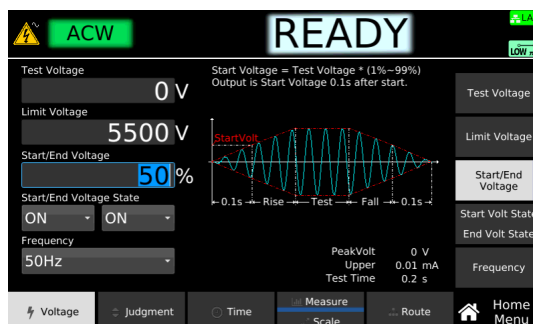 ACW
READY
LOW
Test Voltage
0 V
Limit Voltage
5500 V
Start/End Voltage
50 %
Start/End Voltage State
ON ON
Frequency
50Hz
Start Voltage = Test Voltage * (1%~99%)
Output is Start Voltage 0.1s after start.
StartVolt
0.1s Rise Test Fall 0.1s
PeakVolt 0 V
Upper 0.01 mA
Test Time 0.2 s
Test Voltage
Limit Voltage
Start/End
Voltage
Start Volt State
End Volt State
Frequency
Voltage
Judgment
Time
Measure
Scale
Route
Home
Menu